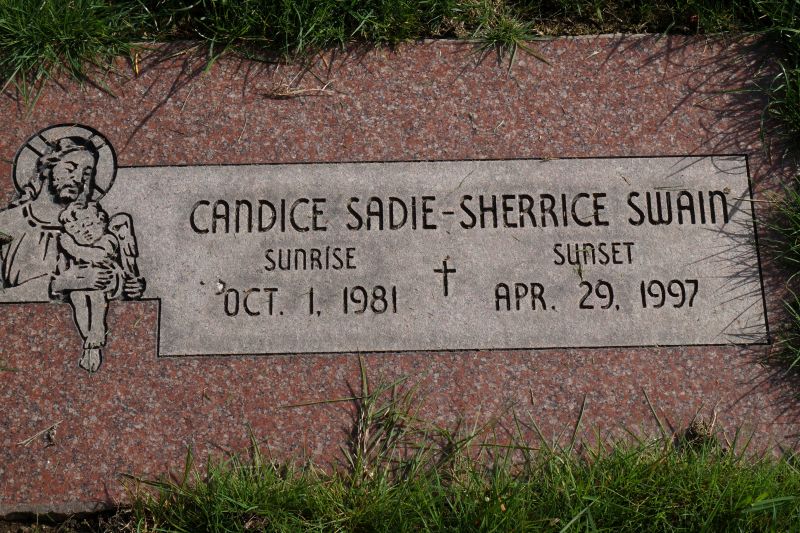 CANDICE SADIE-SHERRICE SWAIN
SUNRISE SUNSET
OCT. 1, 1981 APR. 29, 1997